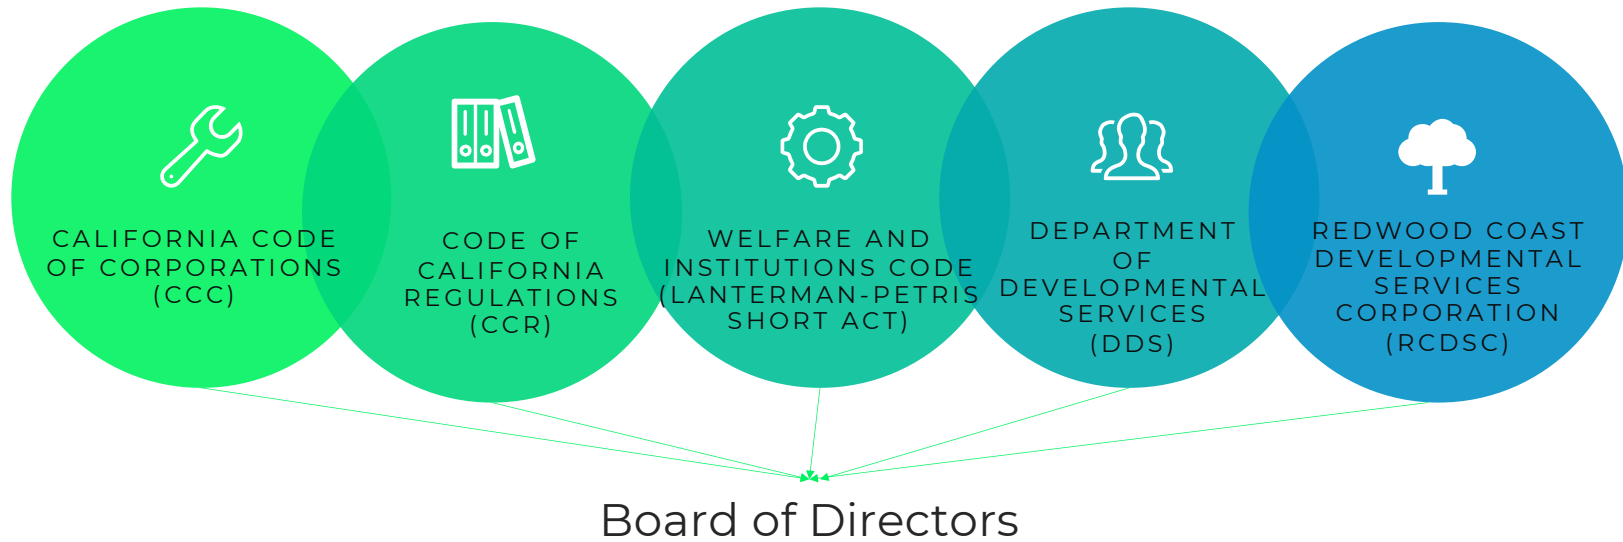 CALIFORNIA CODE
OF CORPORATIONS
(CCC)
CODE OF
CALIFORNIA
REGULATIONS
(CCR)
WELFARE AND
INSTITUTIONS CODE
(LANTERMAN-PETRIS
SHORT ACT)
DEPARTMENT
OF
DEVELOPMENTAL
SERVICES
(DDS)
REDWOOD COAST
DEVELOPMENTAL
SERVICES
CORPORATION
(RCDSC)
Board of Directors